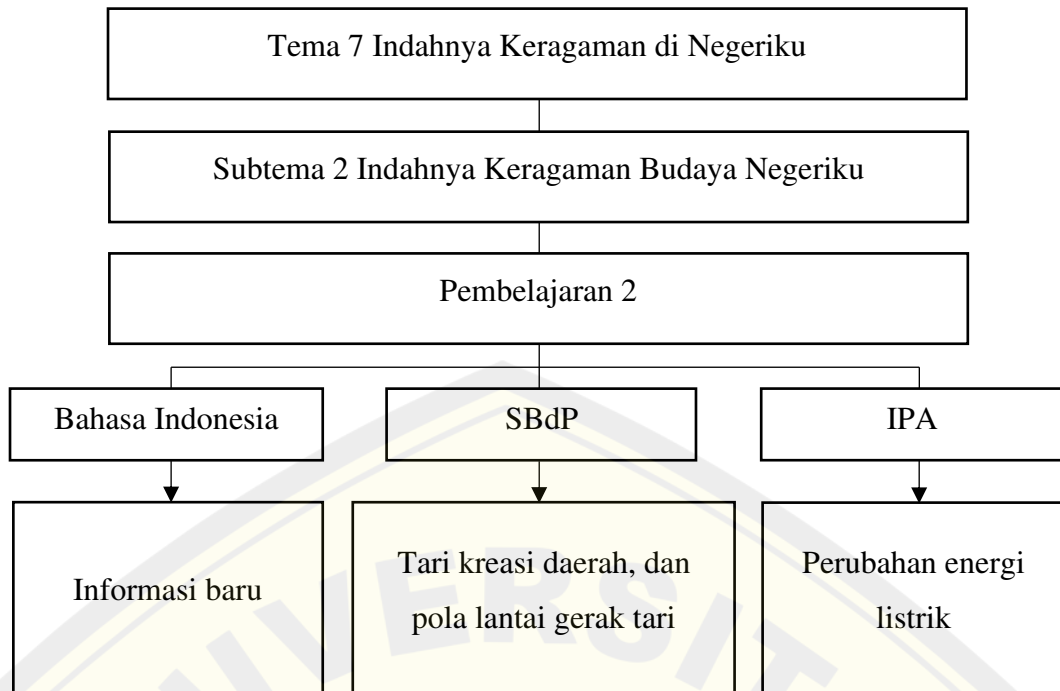 Tema 7 Indahnya Keragaman di Negeriku
Subtema 2 Indahnya Keragaman Budaya Negeriku
Pembelajaran 2
Bahasa Indonesia
SBdP
IPA
Informasi baru
Tari kreasi daerah, dan
pola lantai gerak tari
Perubahan energi
listrik